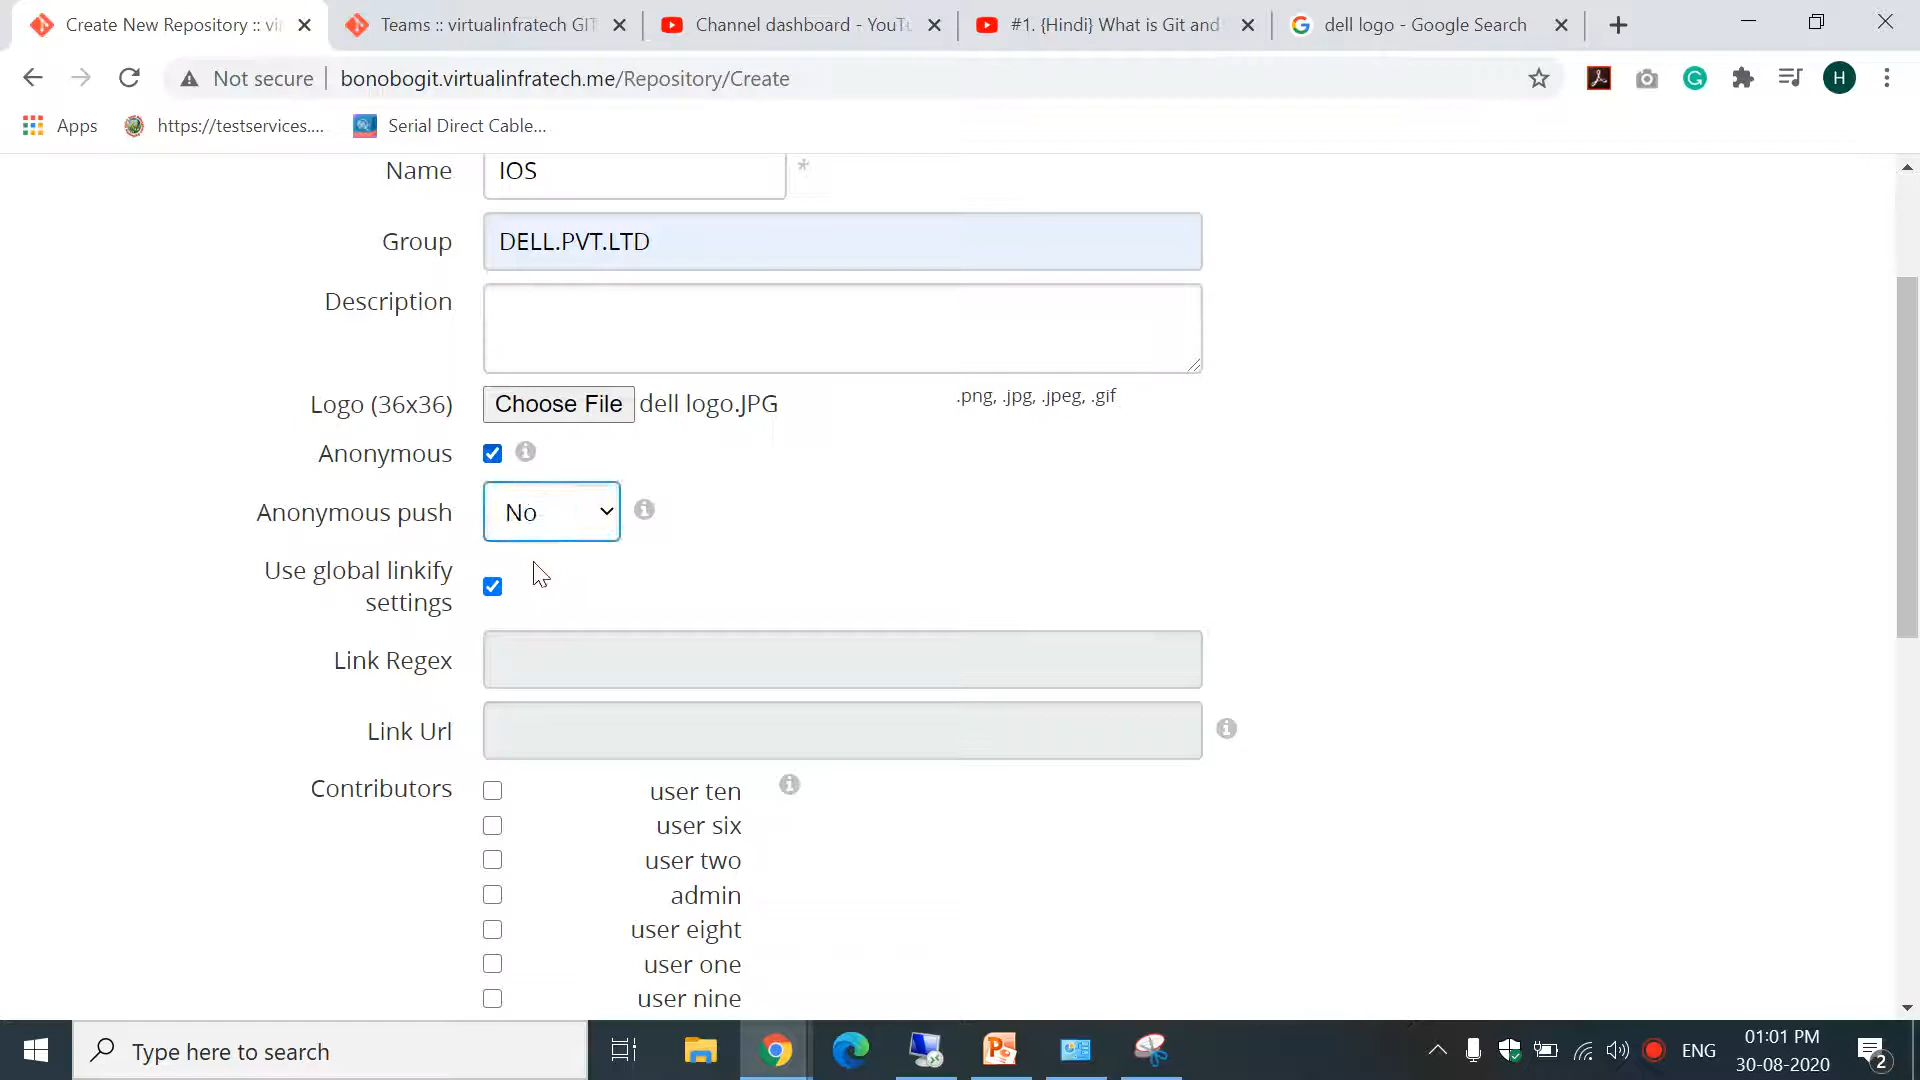 Create New Repository :: vi
Teams :: virtualinfratech GIT
Channel dashboard - YouTu
#1. {Hindi} What is Git and
dell logo - Google Search
Not secure
bonobogit.virtualinfratech.me/Repository/Create
H
Apps
https://testservices....
Serial Direct Cable...
Name
IOS
*
Group
DELL.PVT.LTD
Description
Logo (36x36)
Choose File
dell logo.JPG
.png, .jpg, .jpeg, .gif
Anonymous
Anonymous push
No
Use global linkify
settings
Link Regex
Link Url
Contributors
user ten
user six
user two
admin
user eight
user one
user nine
Type here to search
ENG
01:01 PM
30-08-2020
2